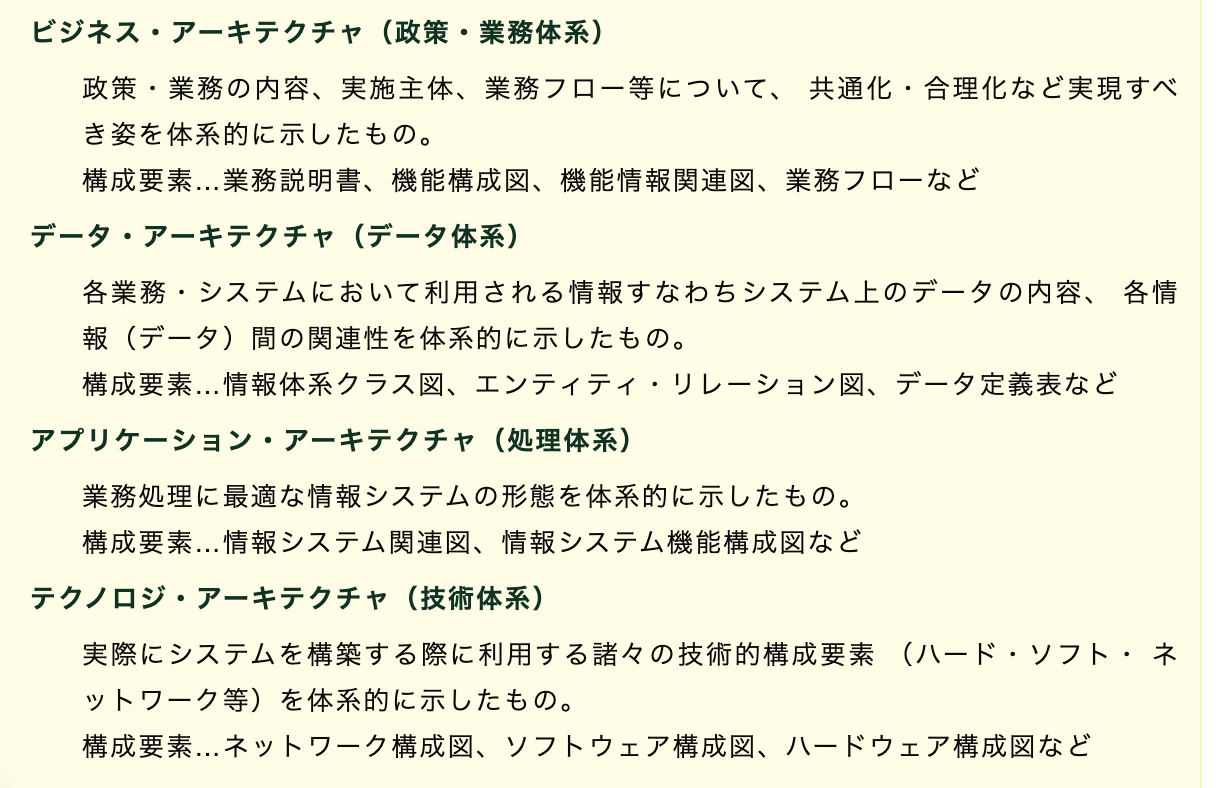 ビジネス・アーキテクチャ（政策・業務体系）
政策・業務の内容、実施主体、業務フロー等について、 共通化・合理化など実現すべ
き姿を体系的に示したもの。
構成要素…業務説明書、機能構成図、機能情報関連図、業務フローなど
データ・アーキテクチャ（データ体系）
各業務・システムにおいて利用される情報すなわちシステム上のデータの内容、 各情
報（データ）間の関連性を体系的に示したもの。
構成要素…情報体系クラス図、エンティティ・リレーション図、データ定義表など
アプリケーション・アーキテクチャ（処理体系）
業務処理に最適な情報システムの形態を体系的に示したもの。
構成要素…情報システム関連図、情報システム機能構成図など
テクノロジ・アーキテクチャ（技術体系）
実際にシステムを構築する際に利用する諸々の技術的構成要素 （ハード・ソフト・ ネ
ットワーク等）を体系的に示したもの。
構成要素…ネットワーク構成図、ソフトウェア構成図、ハードウェア構成図など